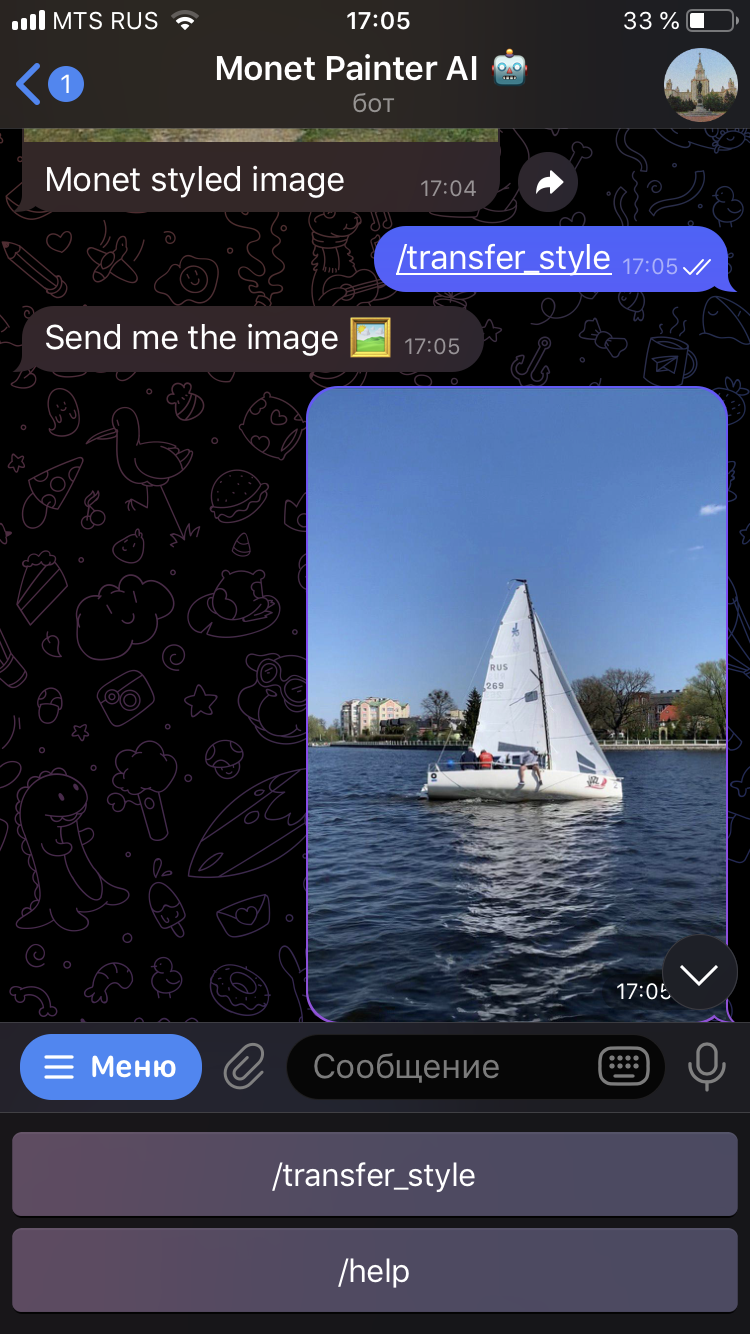 MTS RUS 17:05 33 %
1 Monet Painter AI
бот
Monet styled image 17:04
/transfer_style 17:05
Send me the image 17:05
RUS
269
17:05
Меню Сообщение
/transfer_style
/help